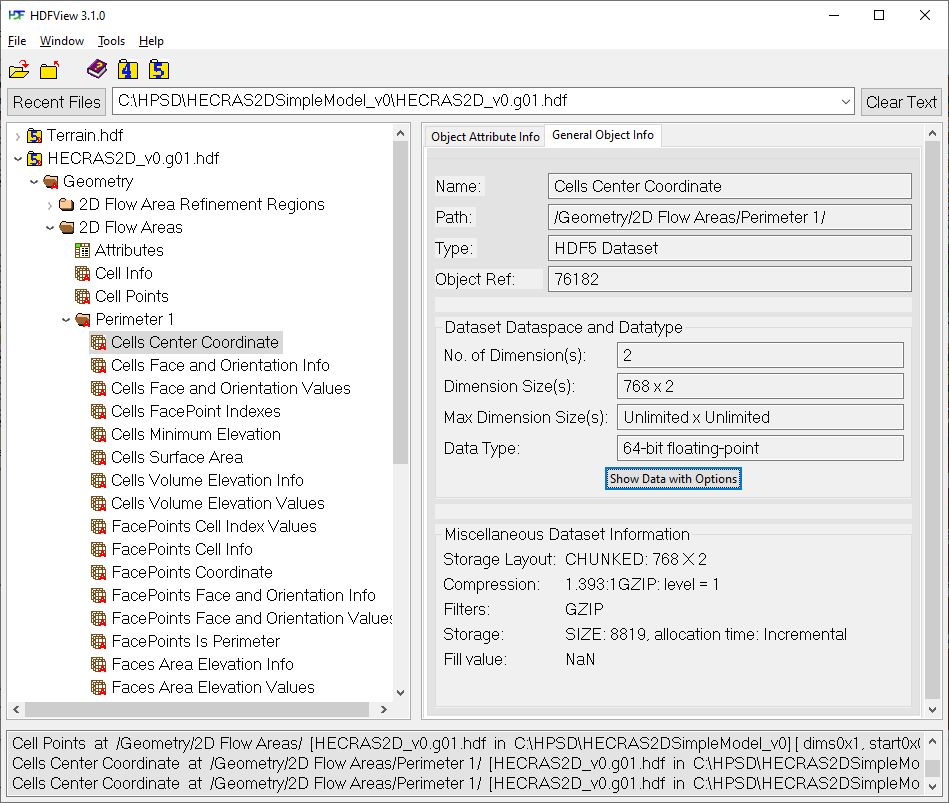 HDFView 3.1.0
File Window Tools Help
Recent Files C:\HPSD\HECRAS2DSimpleModel_v0\HECRAS2D_v0.g01.hdf Clear Text
Terrain.hdf
HECRAS2D_v0.g01.hdf
Geometry
2D Flow Area Refinement Regions
2D Flow Areas
Attributes
Cell Info
Cell Points
Perimeter 1
Cells Center Coordinate
Cells Face and Orientation Info
Cells Face and Orientation Values
Cells FacePoint Indexes
Cells Minimum Elevation
Cells Surface Area
Cells Volume Elevation Info
Cells Volume Elevation Values
FacePoints Cell Index Values
FacePoints Cell Info
FacePoints Coordinate
FacePoints Face and Orientation Info
FacePoints Face and Orientation Values
FacePoints Is Perimeter
Faces Area Elevation Info
Faces Area Elevation Values
Object Attribute Info General Object Info
Name: Cells Center Coordinate
Path: /Geometry/2D Flow Areas/Perimeter 1/
Type: HDF5 Dataset
Object Ref: 76182
Dataset Dataspace and Datatype
No. of Dimension(s): 2
Dimension Size(s): 768 x 2
Max Dimension Size(s): Unlimited x Unlimited
Data Type: 64-bit floating-point
Show Data with Options
Miscellaneous Dataset Information
Storage Layout: CHUNKED: 768 X 2
Compression: 1.393:1GZIP: level = 1
Filters: GZIP
Storage: SIZE: 8819, allocation time: Incremental
Fill value: NaN
Cell Points at /Geometry/2D Flow Areas/ [HECRAS2D_v0.g01.hdf in C:\HPSD\HECRAS2DSimpleModel_v0] [ dims0x1, start0x0
Cells Center Coordinate at /Geometry/2D Flow Areas/Perimeter 1/ [HECRAS2D_v0.g01.hdf in C:\HPSD\HECRAS2DSimpleMo
Cells Center Coordinate at /Geometry/2D Flow Areas/Perimeter 1/ [HECRAS2D_v0.g01.hdf in C:\HPSD\HECRAS2DSimpleMo